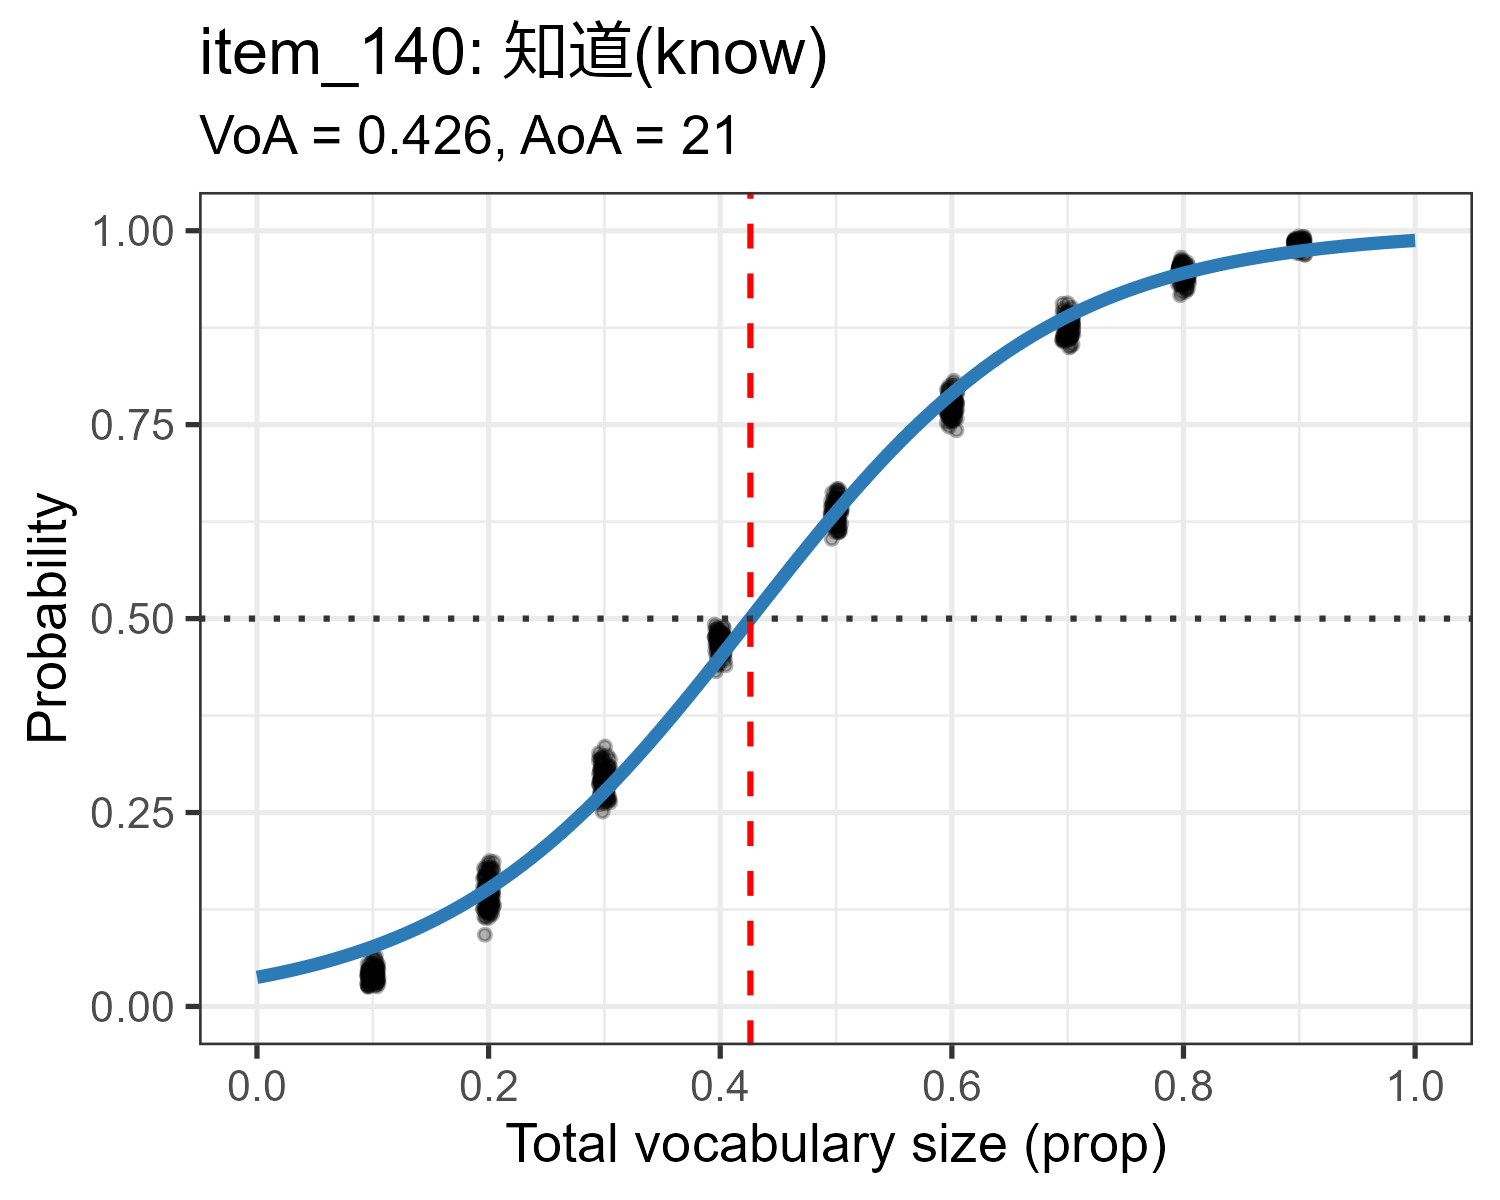 item_140: 知道(know)
VoA = 0.426, AoA = 21
1.00
0.75
0.50
0.25
0.00
Probability
0.0 0.2 0.4 0.6 0.8 1.0
Total vocabulary size (prop)